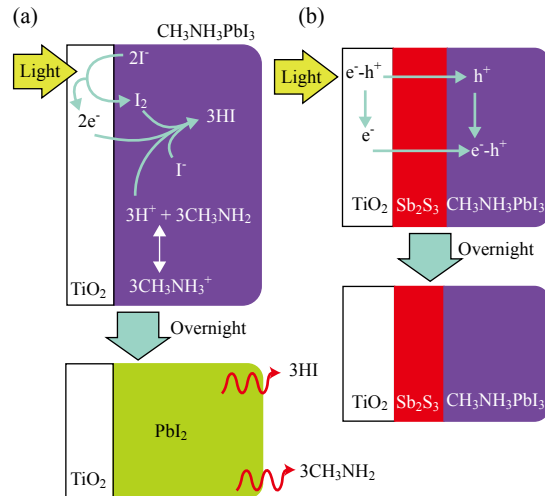 (a)
CH₃NH₃PbI₃
Light
2I⁻
I₂
2e⁻
3HI
I⁻
3H⁺ + 3CH₃NH₂
3CH₃NH₃⁺
TiO₂
Overnight
3HI
PbI₂
TiO₂
3CH₃NH₂
(b)
Light
e⁻-h⁺
h⁺
e⁻
e⁻-h⁺
TiO₂
Sb₂S₃
CH₃NH₃PbI₃
Overnight
TiO₂
Sb₂S₃
CH₃NH₃PbI₃